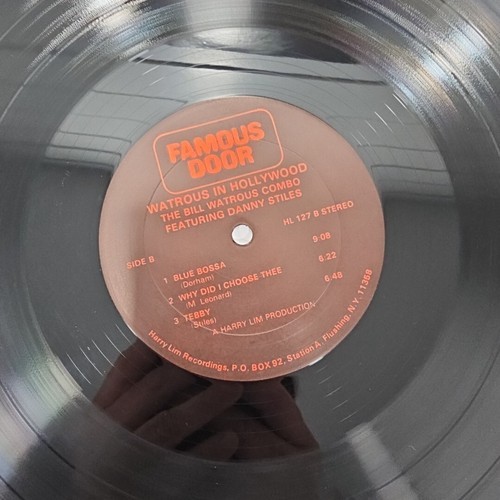 FAMOUS
DOOR
WATROUS IN HOLLYWOOD
THE BILL WATROUS COMBO
FEATURING DANNY STILES
HL 127 B STEREO
SIDE B
1 BLUE BOSSA 9:08
(Dorham)
2 WHY DID I CHOOSE THEE 6:22
(M Leonard)
3 TEBBY 6:48
(Stiles)
A HARRY LIM PRODUCTION
Harry Lim Recordings, P.O. BOX 92, Station A, Flushing, N.Y. 11358